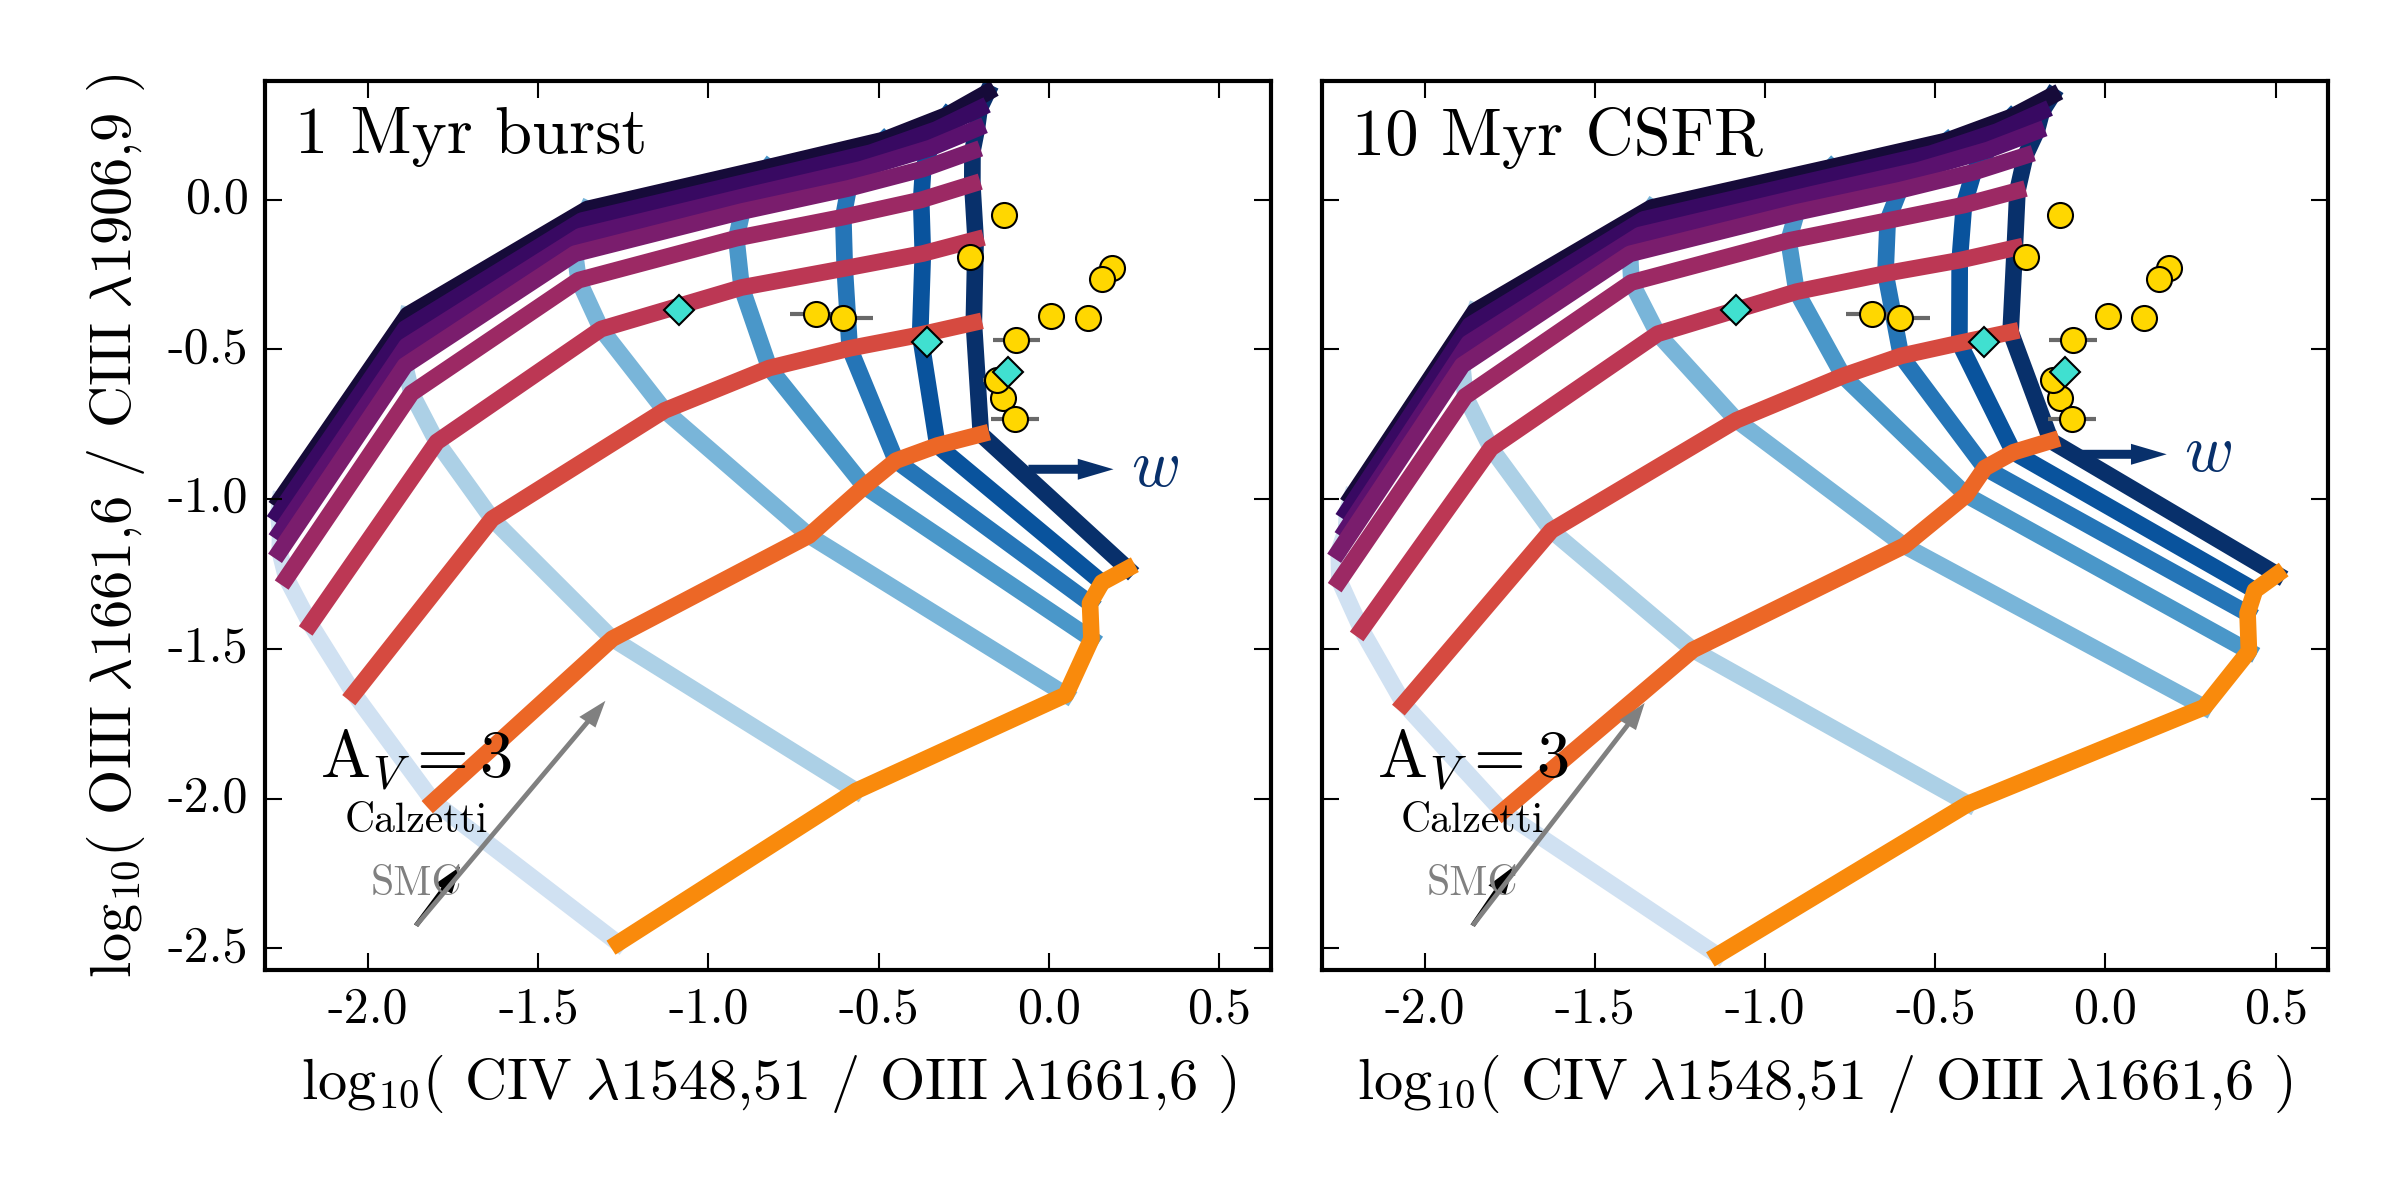 log10( OIII λ1661,6 / CIII λ1906,9 )
0.0
-0.5
-1.0
-1.5
-2.0
-2.5
1 Myr burst
w
AV=3
Calzetti
SMC
-2.0 -1.5 -1.0 -0.5 0.0 0.5
log10( CIV λ1548,51 / OIII λ1661,6 )
10 Myr CSFR
w
AV=3
Calzetti
SMC
-2.0 -1.5 -1.0 -0.5 0.0 0.5
log10( CIV λ1548,51 / OIII λ1661,6 )